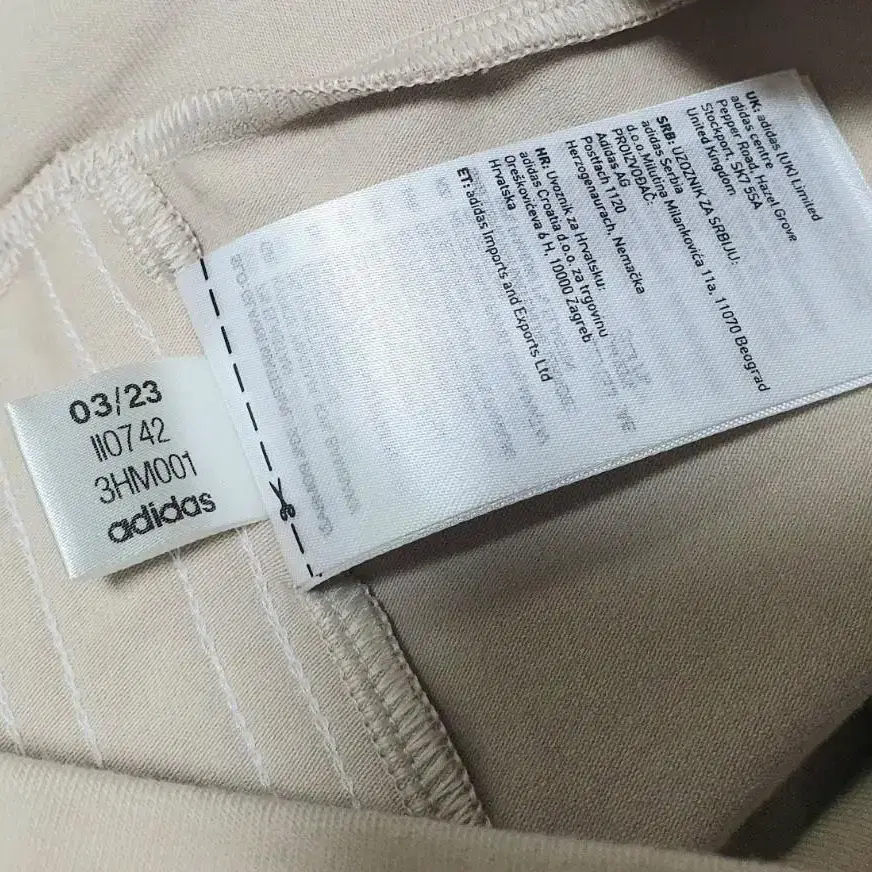 03/23
II0742
3HM001
adidas
UK: adidas (UK) Limited
adidas centre
Pepper Road, Hazel Grove
Stockport, SK7 5SA
United Kingdom
SRB: UZOZNIK ZA SRBIJU:
adidas Serbia
d.o.o Milutina Milankovića 11a, 11070 Beograd
PROIZVOĐAČ:
Adidas AG
Postfach 1120
Herzogenaurach, Nemačka
HR: Uvoznik za Hrvatsku:
adidas Croatia d.o.o. za trgovinu
Oreškovićeva 6 H, 10000 Zagreb
Hrvatska
ET: adidas Imports and Exports Ltd